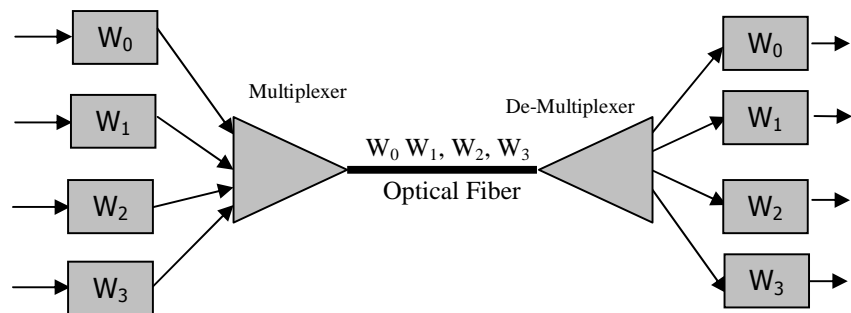 W₀
W₁
W₂
W₃
Multiplexer
W₀ W₁, W₂, W₃
Optical Fiber
De-Multiplexer
W₀
W₁
W₂
W₃